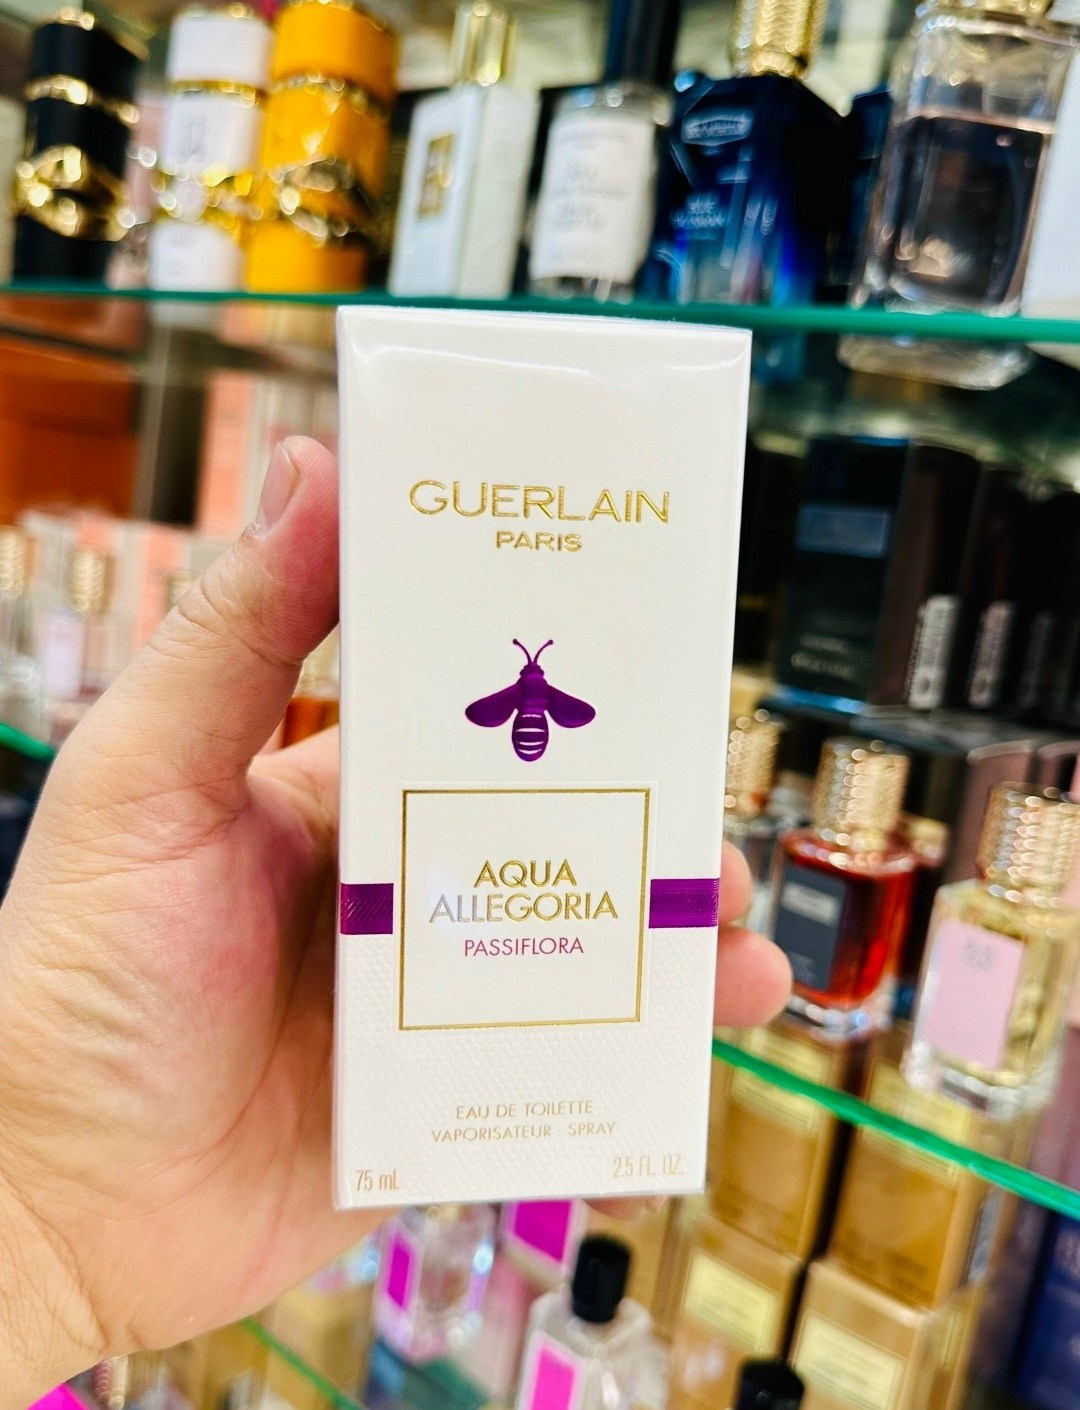 GUERLAIN
PARIS
AQUA
ALLEGORIA
PASSIFLORA
EAU DE TOILETTE
VAPORISATEUR - SPRAY
75 mL
2.5 FL. OZ.